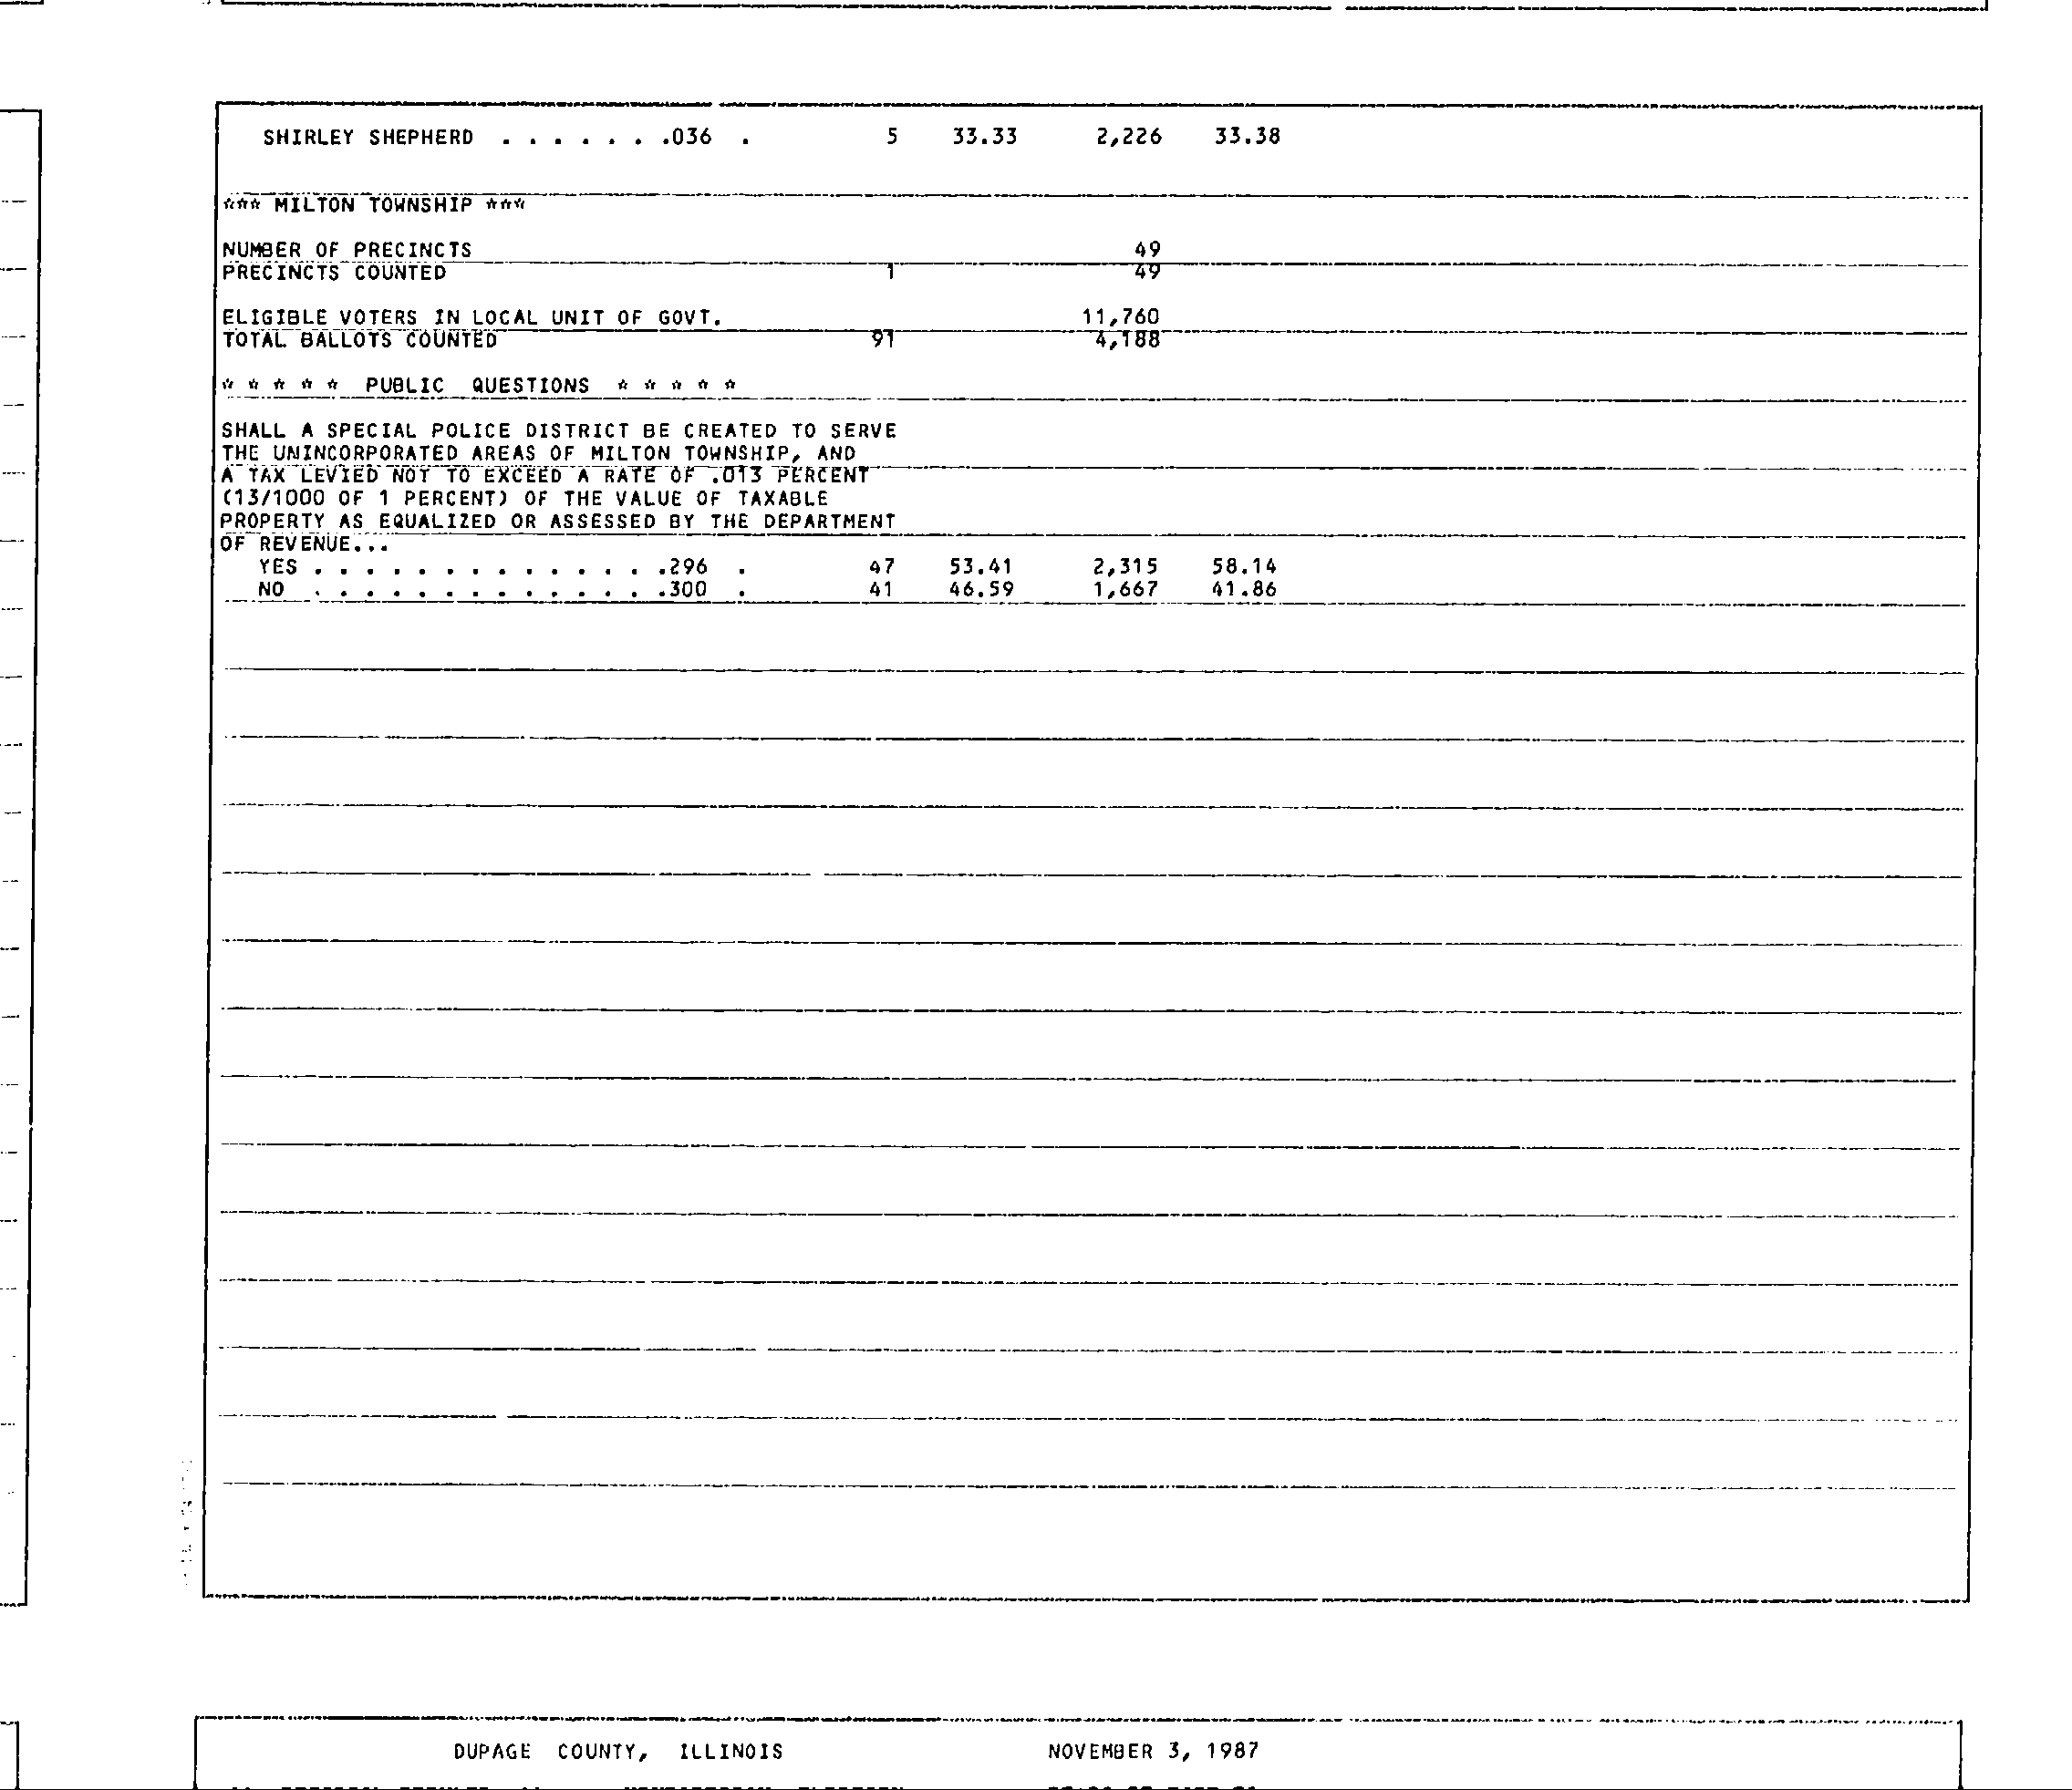 SHIRLEY SHEPHERD . . . . . . .036 . 5 33.33 2,226 33.38
*** MILTON TOWNSHIP ***
NUMBER OF PRECINCTS 49
PRECINCTS COUNTED 1 49
ELIGIBLE VOTERS IN LOCAL UNIT OF GOVT. 11,760
TOTAL BALLOTS COUNTED 91 4,188
* * * * * PUBLIC QUESTIONS * * * * *
SHALL A SPECIAL POLICE DISTRICT BE CREATED TO SERVE
THE UNINCORPORATED AREAS OF MILTON TOWNSHIP, AND
A TAX LEVIED NOT TO EXCEED A RATE OF .013 PERCENT
(13/1000 OF 1 PERCENT) OF THE VALUE OF TAXABLE
PROPERTY AS EQUALIZED OR ASSESSED BY THE DEPARTMENT
OF REVENUE...
YES . . . . . . . . . . . . . .296 . 47 53.41 2,315 58.14
NO . . . . . . . . . . . . . .300 . 41 46.59 1,667 41.86
DUPAGE COUNTY, ILLINOIS NOVEMBER 3, 1987